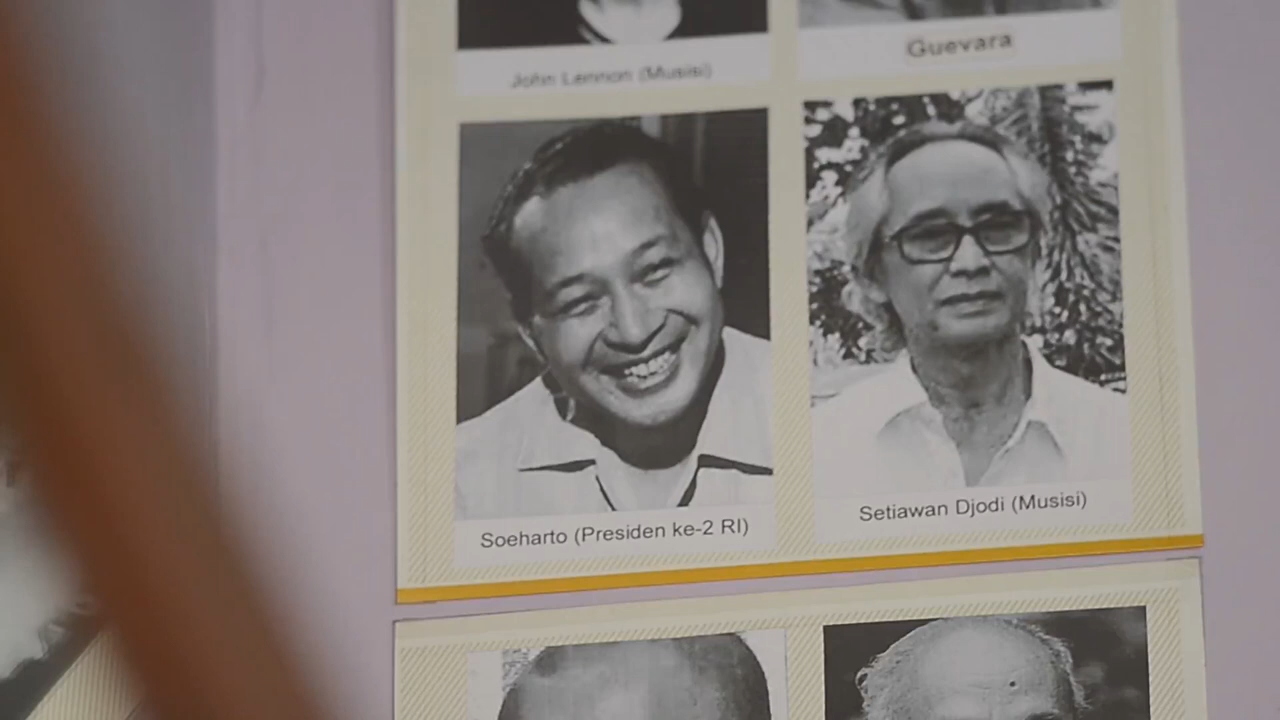 John Lennon (Musisi)
Guevara
Soeharto (Presiden ke-2 RI)
Setiawan Djodi (Musisi)